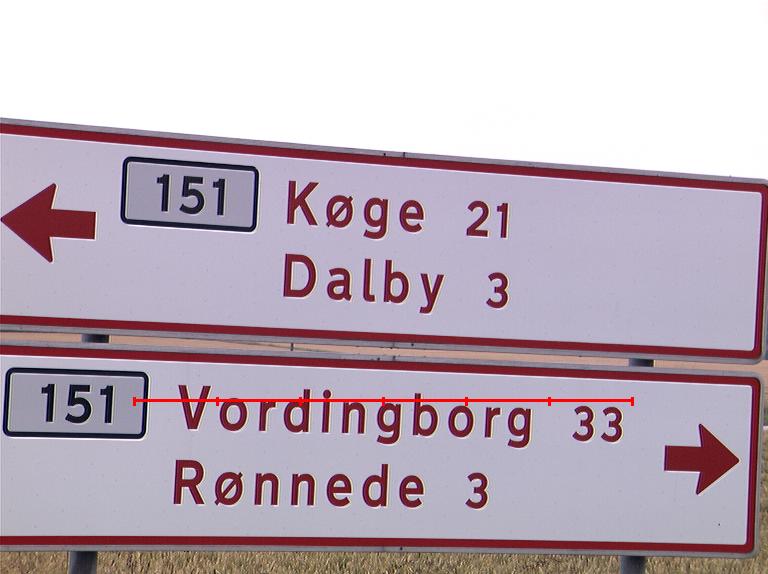 151 Køge 21
Dalby 3
151 Vordingborg 33
Rønnede 3